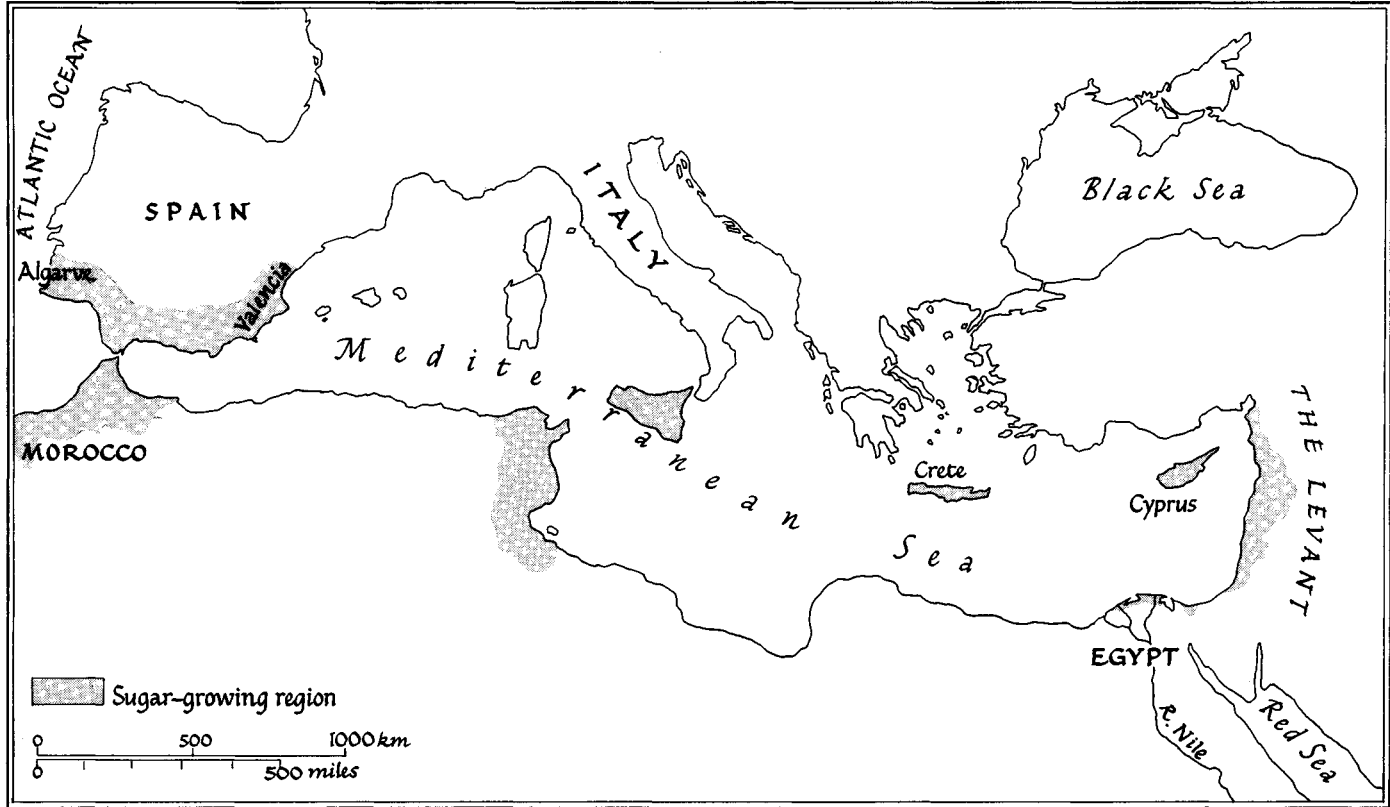 ATLANTIC OCEAN
SPAIN
ITALY
Black Sea
Algarve
Valencia
Mediterranean Sea
MOROCCO
Crete
Cyprus
THE LEVANT
EGYPT
R. Nile
Red Sea
Sugar-growing region
0 500 1000 km
0 500 miles